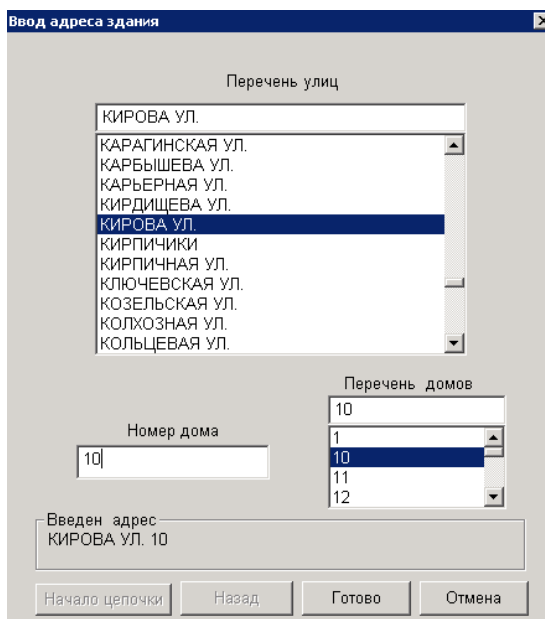 Ввод адреса здания
Перечень улиц
КИРОВА УЛ.
КАРАГИНСКАЯ УЛ.
КАРБЫШЕВА УЛ.
КАРЬЕРНАЯ УЛ.
КИРДИЩЕВА УЛ.
КИРОВА УЛ.
КИРПИЧИКИ
КИРПИЧНАЯ УЛ.
КЛЮЧЕВСКАЯ УЛ.
КОЗЕЛЬСКАЯ УЛ.
КОЛХОЗНАЯ УЛ.
КОЛЬЦЕВАЯ УЛ.
Перечень домов
10
1
10
11
12
Номер дома
10
Введен адрес
КИРОВА УЛ. 10
Начало цепочки
Назад
Готово
Отмена